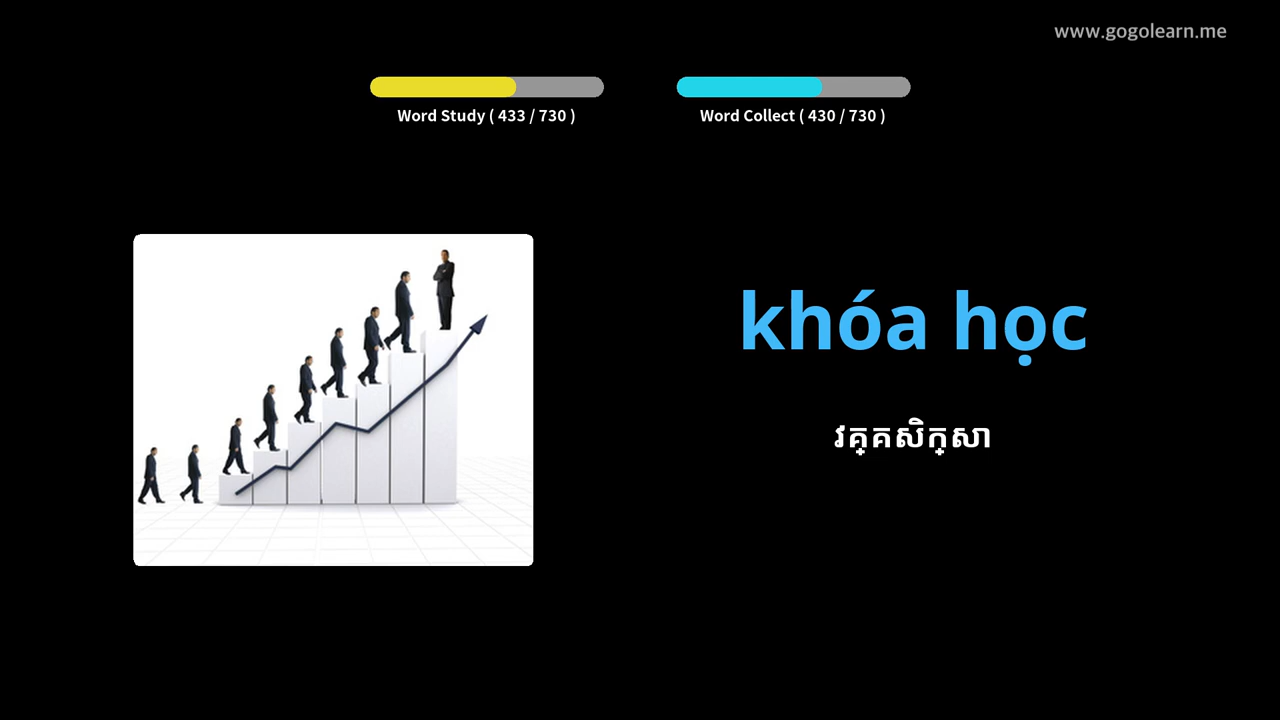 www.gogolearn.me
Word Study ( 433 / 730 )
Word Collect ( 430 / 730 )
khóa học
វគ្គសិក្សា